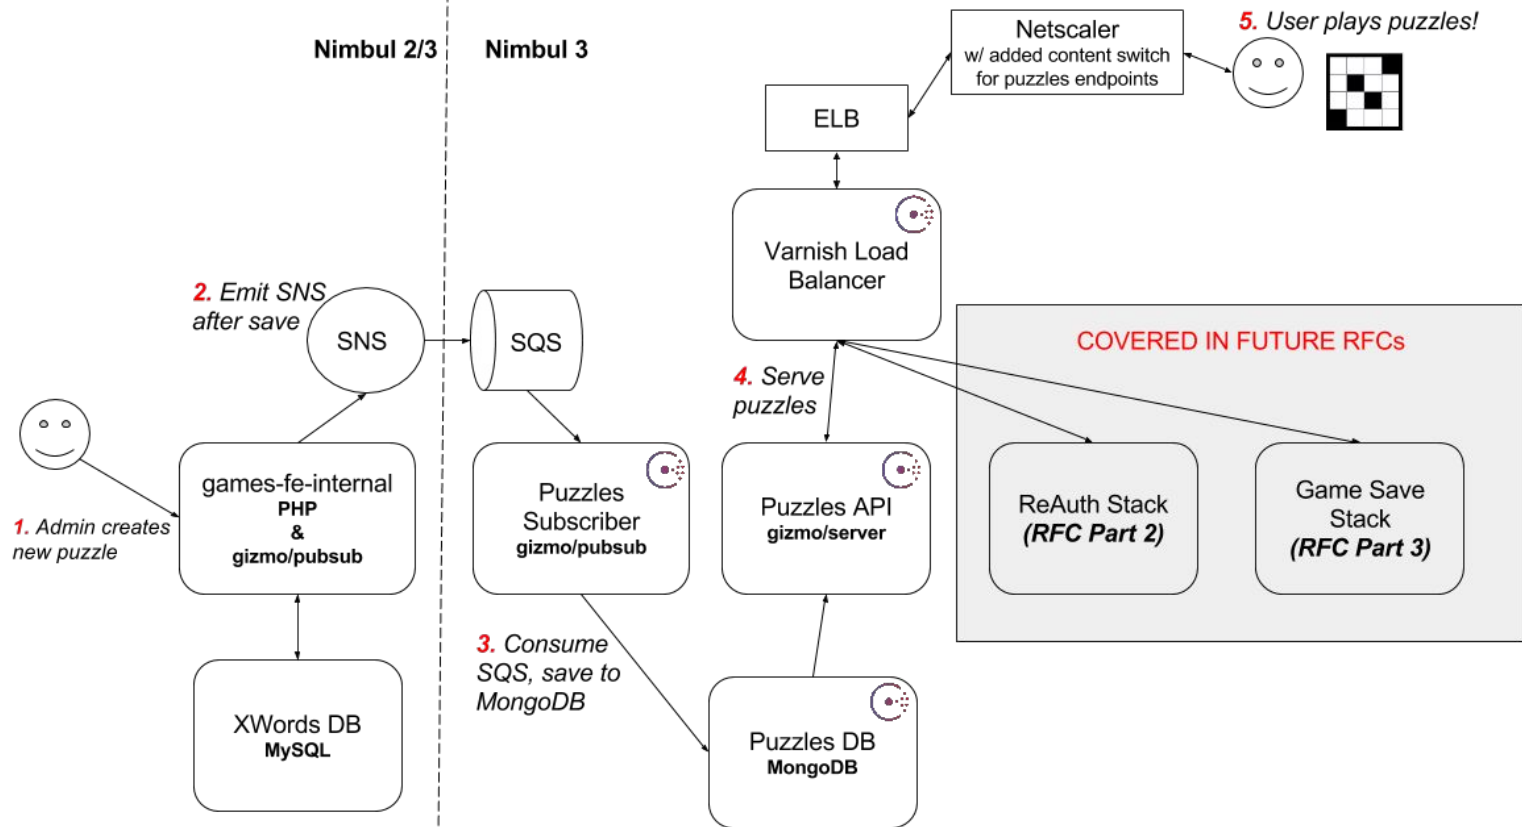 Nimbul 2/3
Nimbul 3
Netscaler
w/ added content switch
for puzzles endpoints
5. User plays puzzles!
ELB
Varnish Load
Balancer
2. Emit SNS
after save
SNS
SQS
COVERED IN FUTURE RFCs
4. Serve
puzzles
1. Admin creates
new puzzle
games-fe-internal
PHP
&
gizmo/pubsub
Puzzles
Subscriber
gizmo/pubsub
Puzzles API
gizmo/server
ReAuth Stack
(RFC Part 2)
Game Save
Stack
(RFC Part 3)
3. Consume
SQS, save to
MongoDB
XWords DB
MySQL
Puzzles DB
MongoDB